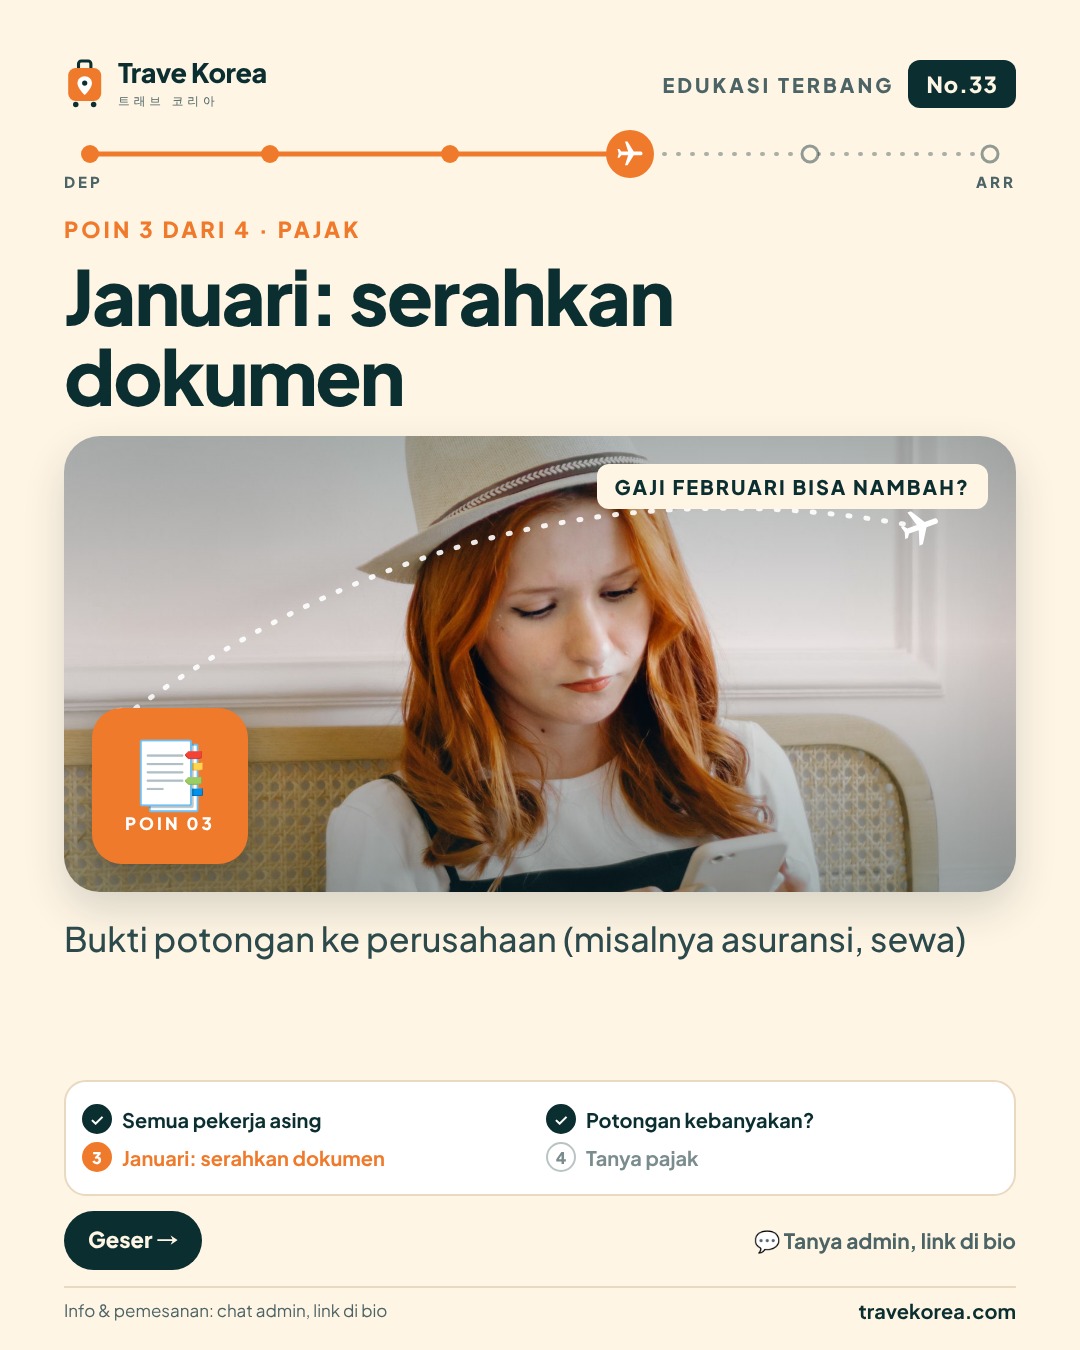 Trave Korea
트래브 코리아
EDUKASI TERBANG
No.33
DEP
ARR
POIN 3 DARI 4 · PAJAK
Januari: serahkan
dokumen
GAJI FEBRUARI BISA NAMBAH?
POIN 03
Bukti potongan ke perusahaan (misalnya asuransi, sewa)
Semua pekerja asing
Potongan kebanyakan?
3 Januari: serahkan dokumen
4 Tanya pajak
Geser →
💬 Tanya admin, link di bio
Info & pemesanan: chat admin, link di bio
travekorea.com